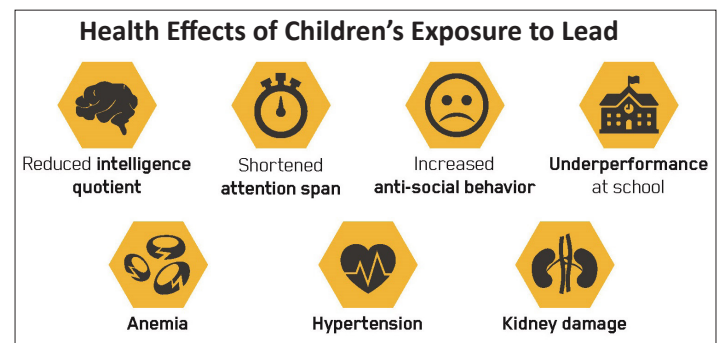 Health Effects of Children's Exposure to Lead
Reduced intelligence
quotient
Shortened
attention span
Increased
anti-social behavior
Underperformance
at school
Anemia
Hypertension
Kidney damage